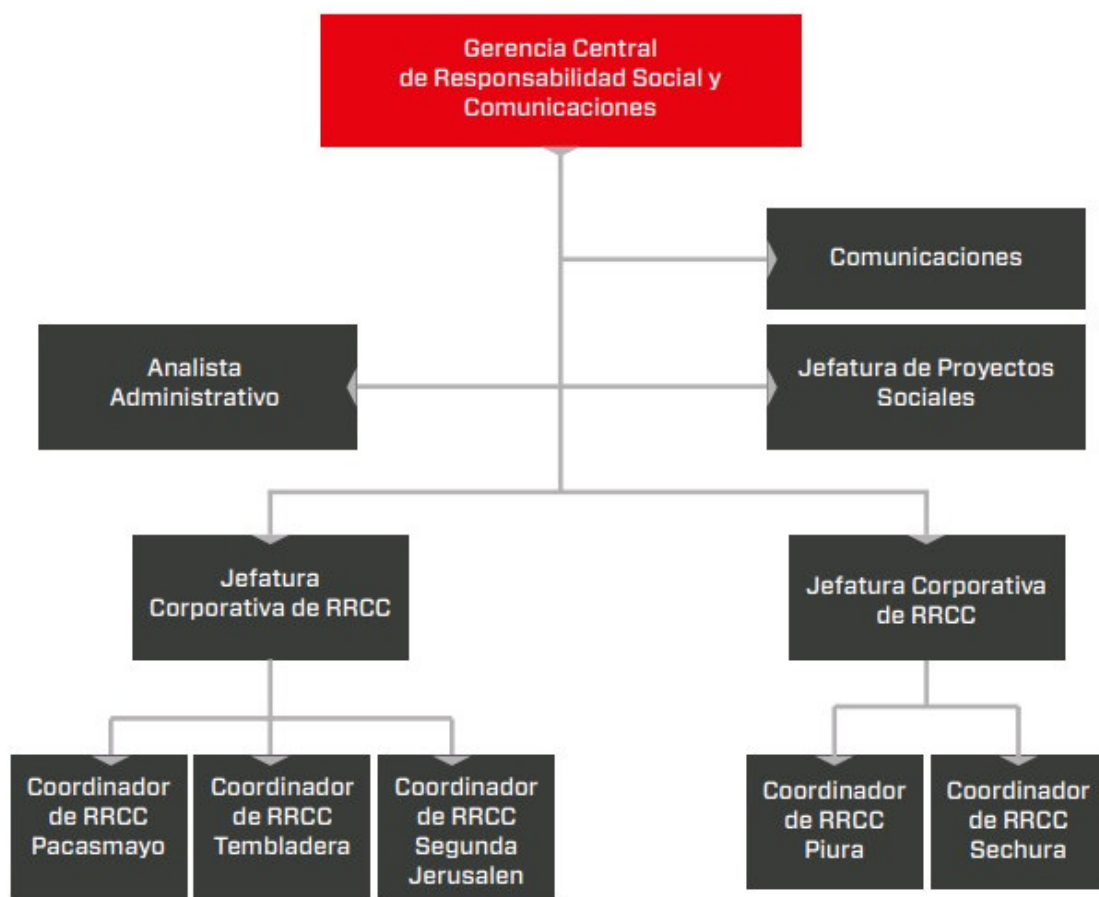 Gerencia Central
de Responsabilidad Social y
Comunicaciones
Comunicaciones
Analista
Administrativo
Jefatura de Proyectos
Sociales
Jefatura
Corporativa de RRCC
Jefatura Corporativa
de RRCC
Coordinador
de RRCC
Pacasmayo
Coordinador
de RRCC
Tembladera
Coordinador
de RRCC
Segunda
Jerusalen
Coordinador
de RRCC
Piura
Coordinador
de RRCC
Sechura